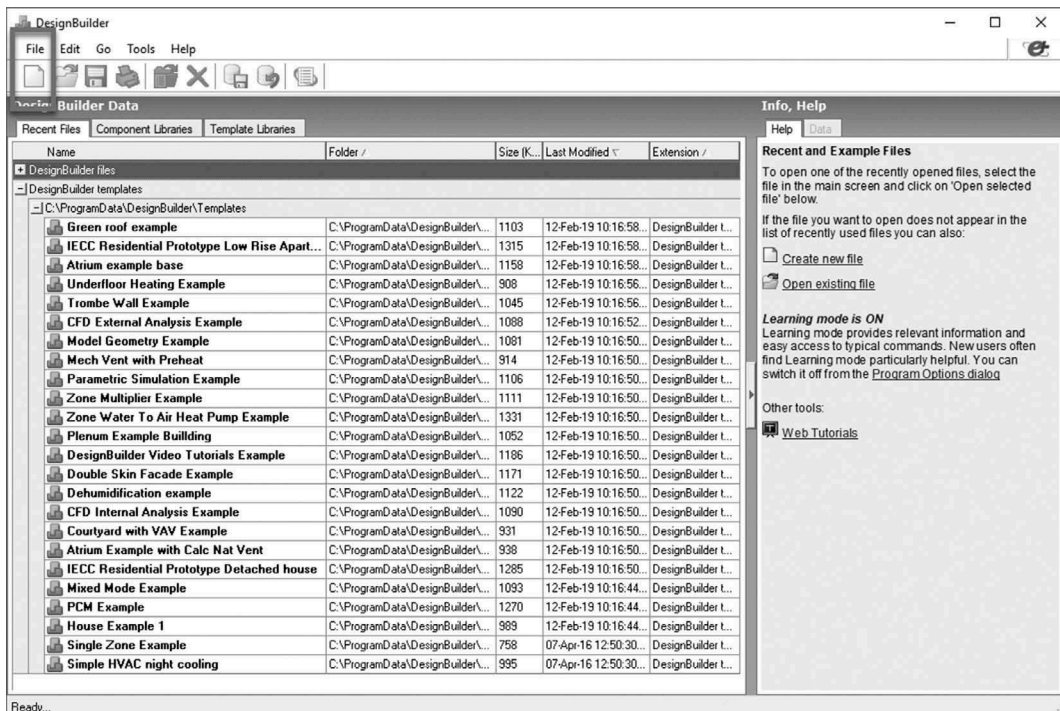 DesignBuilder
File Edit Go Tools Help
Design Builder Data
Recent Files Component Libraries Template Libraries
Name Folder Size (K... Last Modified Extension
DesignBuilder files
DesignBuilder templates
C:\ProgramData\DesignBuilder\Templates
Green roof example C:\ProgramData\DesignBuilder\... 1103 12-Feb-19 10:16:58... DesignBuilder t...
IECC Residential Prototype Low Rise Apart... C:\ProgramData\DesignBuilder\... 1315 12-Feb-19 10:16:58... DesignBuilder t...
Atrium example base C:\ProgramData\DesignBuilder\... 1158 12-Feb-19 10:16:58... DesignBuilder t...
Underfloor Heating Example C:\ProgramData\DesignBuilder\... 908 12-Feb-19 10:16:56... DesignBuilder t...
Trombe Wall Example C:\ProgramData\DesignBuilder\... 1045 12-Feb-19 10:16:56... DesignBuilder t...
CFD External Analysis Example C:\ProgramData\DesignBuilder\... 1088 12-Feb-19 10:16:52... DesignBuilder t...
Model Geometry Example C:\ProgramData\DesignBuilder\... 1081 12-Feb-19 10:16:50... DesignBuilder t...
Mech Vent with Preheat C:\ProgramData\DesignBuilder\... 914 12-Feb-19 10:16:50... DesignBuilder t...
Parametric Simulation Example C:\ProgramData\DesignBuilder\... 1106 12-Feb-19 10:16:50... DesignBuilder t...
Zone Multiplier Example C:\ProgramData\DesignBuilder\... 1111 12-Feb-19 10:16:50... DesignBuilder t...
Zone Water To Air Heat Pump Example C:\ProgramData\DesignBuilder\... 1331 12-Feb-19 10:16:50... DesignBuilder t...
Plenum Example Buillding C:\ProgramData\DesignBuilder\... 1052 12-Feb-19 10:16:50... DesignBuilder t...
DesignBuilder Video Tutorials Example C:\ProgramData\DesignBuilder\... 1186 12-Feb-19 10:16:50... DesignBuilder t...
Double Skin Facade Example C:\ProgramData\DesignBuilder\... 1171 12-Feb-19 10:16:50... DesignBuilder t...
Dehumidification example C:\ProgramData\DesignBuilder\... 1122 12-Feb-19 10:16:50... DesignBuilder t...
CFD Internal Analysis Example C:\ProgramData\DesignBuilder\... 1090 12-Feb-19 10:16:50... DesignBuilder t...
Courtyard with VAV Example C:\ProgramData\DesignBuilder\... 931 12-Feb-19 10:16:50... DesignBuilder t...
Atrium Example with Calc Nat Vent C:\ProgramData\DesignBuilder\... 938 12-Feb-19 10:16:50... DesignBuilder t...
IECC Residential Prototype Detached house C:\ProgramData\DesignBuilder\... 1285 12-Feb-19 10:16:50... DesignBuilder t...
Mixed Mode Example C:\ProgramData\DesignBuilder\... 1093 12-Feb-19 10:16:44... DesignBuilder t...
PCM Example C:\ProgramData\DesignBuilder\... 1270 12-Feb-19 10:16:44... DesignBuilder t...
House Example 1 C:\ProgramData\DesignBuilder\... 989 12-Feb-19 10:16:44... DesignBuilder t...
Single Zone Example C:\ProgramData\DesignBuilder\... 758 07-Apr-16 12:50:30... DesignBuilder t...
Simple HVAC night cooling C:\ProgramData\DesignBuilder\... 995 07-Apr-16 12:50:30... DesignBuilder t...
Info, Help
Help Data
Recent and Example Files
To open one of the recently opened files, select the
file in the main screen and click on 'Open selected
file' below.
If the file you want to open does not appear in the
list of recently used files you can also:
Create new file
Open existing file
Learning mode is ON
Learning mode provides relevant information and
easy access to typical commands. New users often
find Learning mode particularly helpful. You can
switch it off from the Program Options dialog
Other tools:
Web Tutorials
Ready...